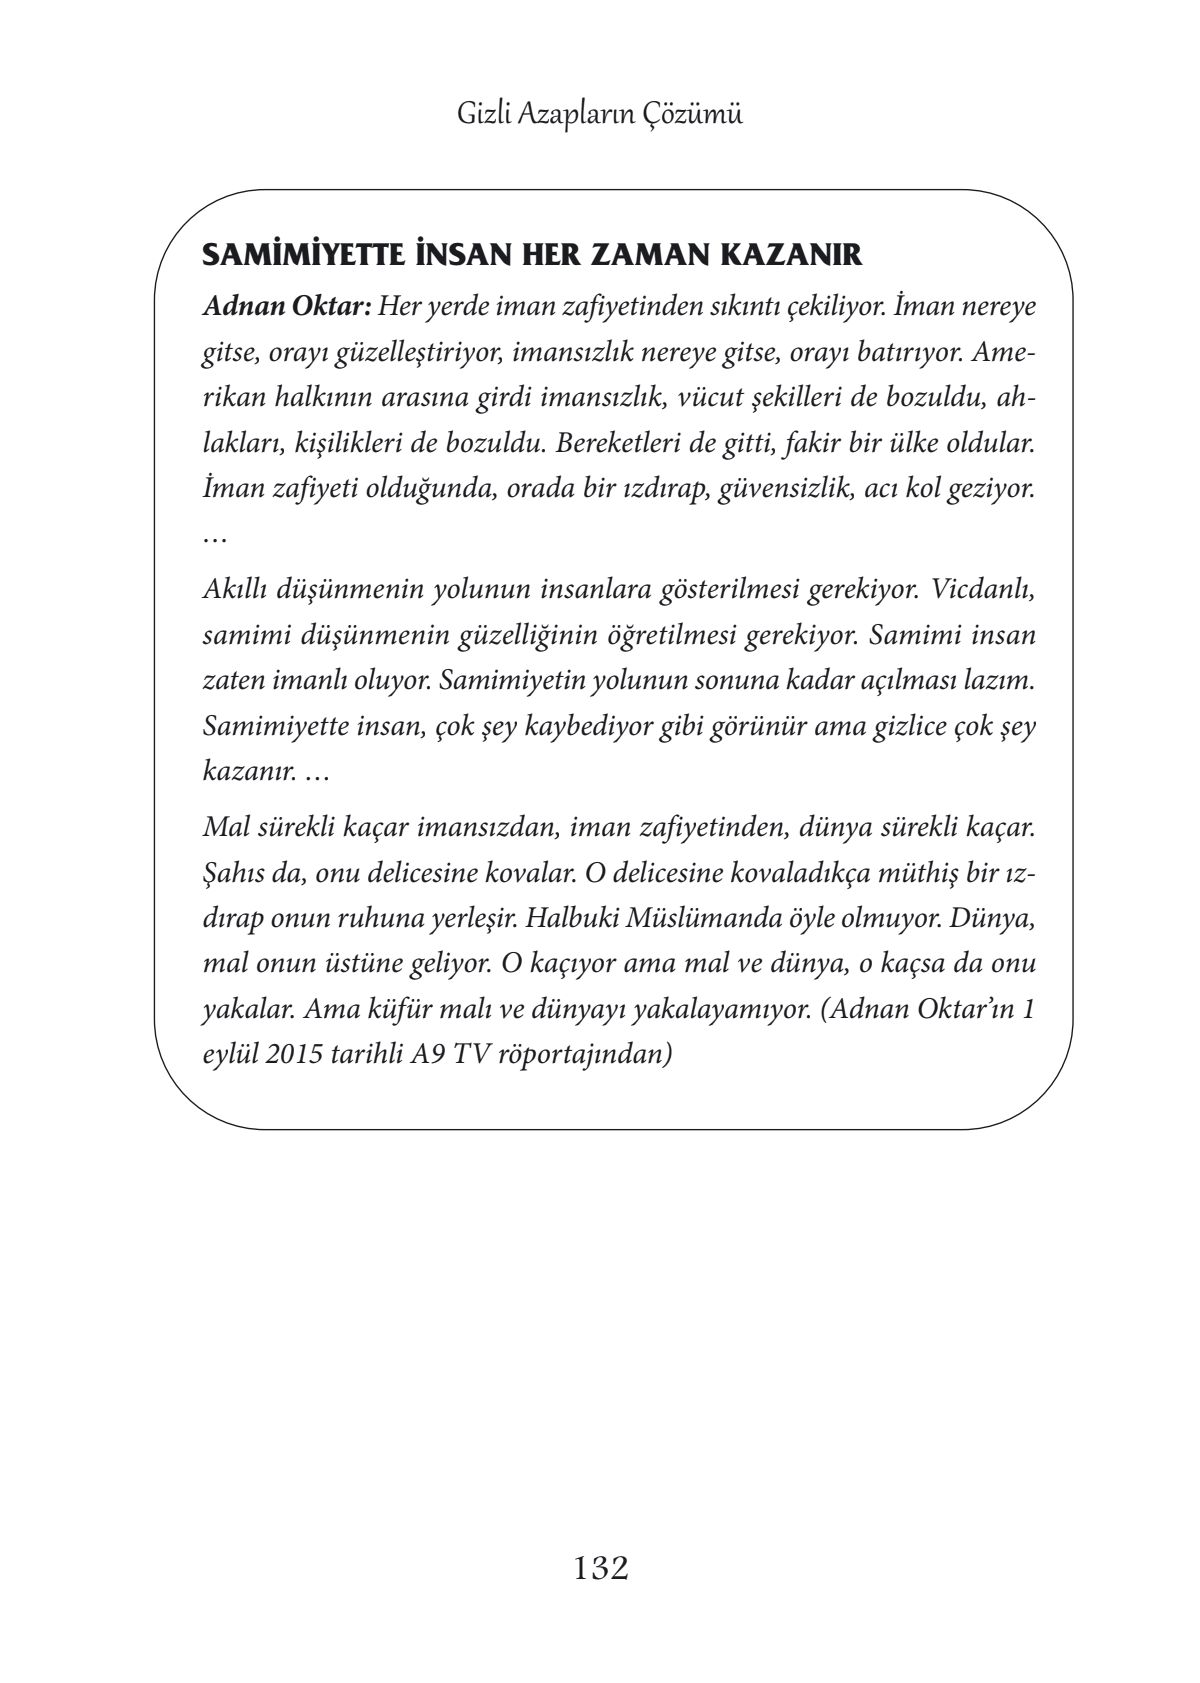 Gizli Azapların Çözümü
SAMİMİYETTE İNSAN HER ZAMAN KAZANIR
Adnan Oktar: Her yerde iman zafiyetinden sıkıntı çekiliyor. İman nereye
gitse, orayı güzelleştiriyor, imansızlık nereye gitse, orayı batırıyor. Ame-
rikan halkının arasına girdi imansızlık, vücut şekilleri de bozuldu, ah-
lakları, kişilikleri de bozuldu. Bereketleri de gitti, fakir bir ülke oldular.
İman zafiyeti olduğunda, orada bir ızdırap, güvensizlik, acı kol geziyor.
…
Akıllı düşünmenin yolunun insanlara gösterilmesi gerekiyor. Vicdanlı,
samimi düşünmenin güzelliğinin öğretilmesi gerekiyor. Samimi insan
zaten imanlı oluyor. Samimiyetin yolunun sonuna kadar açılması lazım.
Samimiyette insan, çok şey kaybediyor gibi görünür ama gizlice çok şey
kazanır. …
Mal sürekli kaçar imansızdan, iman zafiyetinden, dünya sürekli kaçar.
Şahıs da, onu delicesine kovalar. O delicesine kovaladıkça müthiş bir ız-
dırap onun ruhuna yerleşir. Halbuki Müslümanda öyle olmuyor. Dünya,
mal onun üstüne geliyor. O kaçıyor ama mal ve dünya, o kaçsa da onu
yakalar. Ama küfür malı ve dünyayı yakalayamıyor. (Adnan Oktar’ın 1
eylül 2015 tarihli A9 TV röportajından)
132